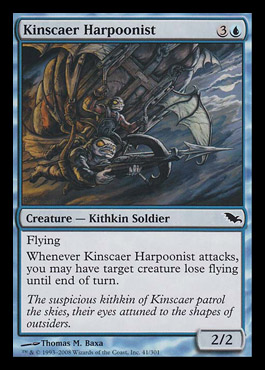 Kinscaer Harpoonist 3
Creature — Kithkin Soldier
Flying
Whenever Kinscaer Harpoonist attacks,
you may have target creature lose flying
until end of turn.
The suspicious kithkin of Kinscaer patrol
the skies, their eyes attuned to the shapes of
outsiders.
Thomas M. Baxa
2/2
™ & © 1993–2008 Wizards of the Coast, Inc. 41/301